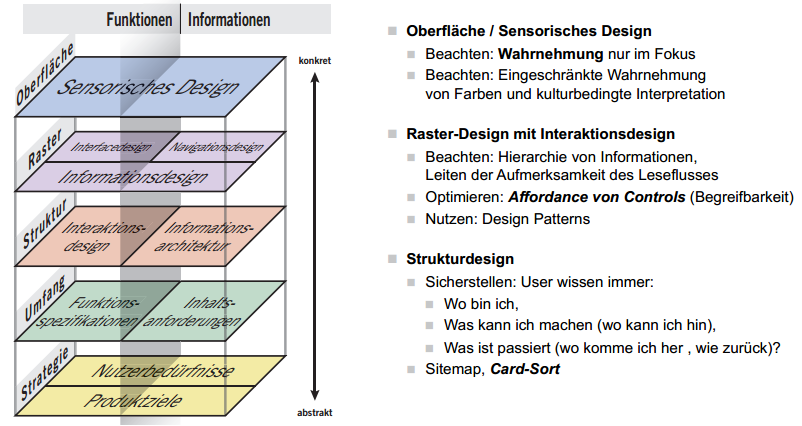 Funktionen Informationen
konkret
Oberfläche
Sensorisches Design
Raster
Interfacedesign Navigationsdesign
Informationsdesign
Struktur
Interaktions-
design
Informations-
architektur
Umfang
Funktions-
spezifikationen
Inhalts-
anforderungen
Strategie
Nutzerbedürfnisse
Produktziele
abstrakt
Oberfläche / Sensorisches Design
Beachten: Wahrnehmung nur im Fokus
Beachten: Eingeschränkte Wahrnehmung
von Farben und kulturbedingte Interpretation
Raster-Design mit Interaktionsdesign
Beachten: Hierarchie von Informationen,
Leiten der Aufmerksamkeit des Leseflusses
Optimieren: Affordance von Controls (Begreifbarkeit)
Nutzen: Design Patterns
Strukturdesign
Sicherstellen: User wissen immer:
Wo bin ich,
Was kann ich machen (wo kann ich hin),
Was ist passiert (wo komme ich her , wie zurück)?
Sitemap, Card-Sort